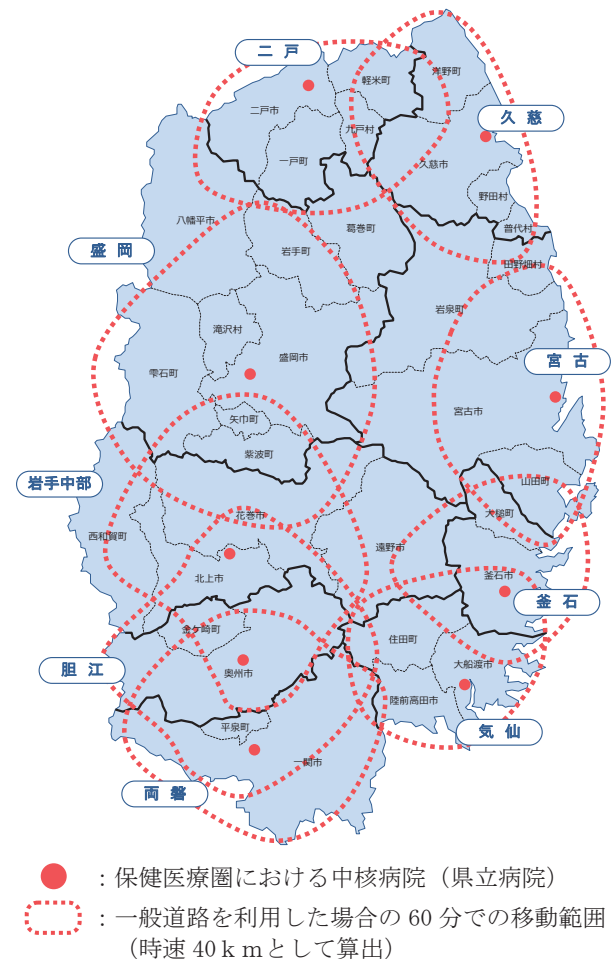 二戸
軽米町
洋野町
二戸市
久慈
九戸村
一戸町
久慈市
野田村
八幡平市
葛巻町
普代村
盛岡
岩手町
田野畑村
岩泉町
滝沢村
盛岡市
宮古
雫石町
宮古市
矢巾町
紫波町
岩手中部
山田町
花巻市
大槌町
西和賀町
遠野市
北上市
釜石市
釜石
金ケ崎町
住田町
胆江
奥州市
大船渡市
陸前高田市
平泉町
気仙
一関市
両磐
：保健医療圏における中核病院（県立病院）
：一般道路を利用した場合の 60 分での移動範囲
（時速 40ｋｍとして算出）